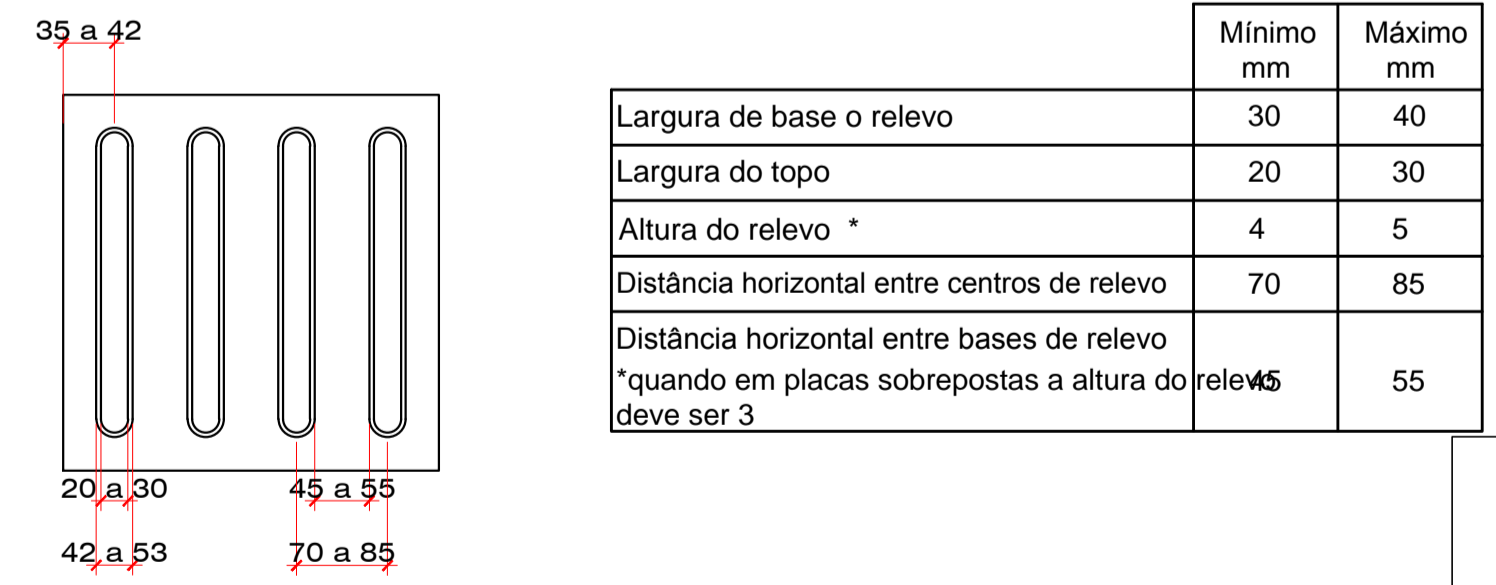 35 a 42
20 a 30
45 a 55
42 a 53
70 a 85
Mínimo Máximo
mm mm
Largura de base o relevo 30 40
Largura do topo 20 30
Altura do relevo * 4 5
Distância horizontal entre centros de relevo 70 85
Distância horizontal entre bases de relevo
*quando em placas sobrepostas a altura do relevo 45 55
deve ser 3